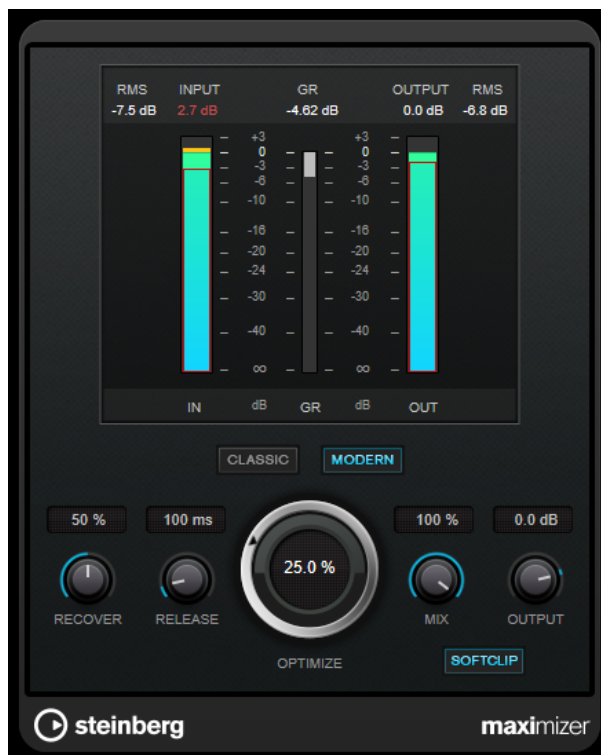 RMS INPUT GR OUTPUT RMS
-7.5 dB 2.7 dB -4.62 dB 0.0 dB -6.8 dB
+3 +3
0 0
-3 -3
-6 -6
-10 -10
-16 -16
-20 -20
-24 -24
-30 -30
-40 -40
∞ ∞
IN dB GR dB OUT
CLASSIC MODERN
50 % 100 ms 100 % 0.0 dB
25.0 %
RECOVER RELEASE MIX OUTPUT
OPTIMIZE SOFTCLIP
steinberg maximizer